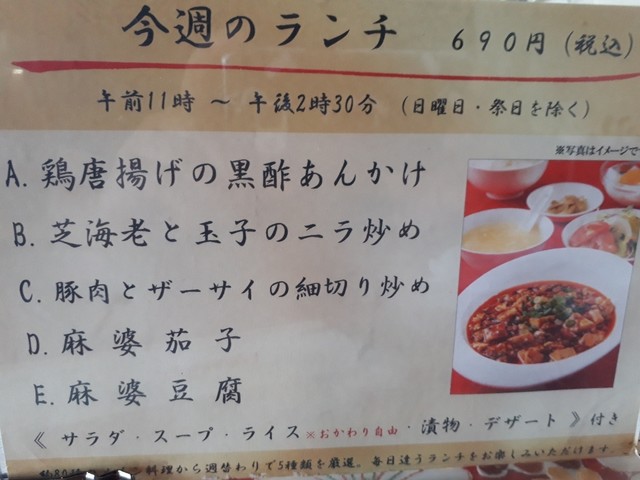 今週のランチ 690円(税込)
午前11時 ~ 午後2時30分 (日曜日・祭日を除く)
※写真はイメージで
A. 鶏唐揚げの黒酢あんかけ
B. 芝海老と玉子のニラ炒め
C. 豚肉とザーサイの細切り炒め
D. 麻婆茄子
E. 麻婆豆腐
《 サラダ・スープ・ライス※おかわり自由・漬物・デザート 》付き
料理から週替わりで5種類を厳選。毎日違うランチをお楽しみいただけます。